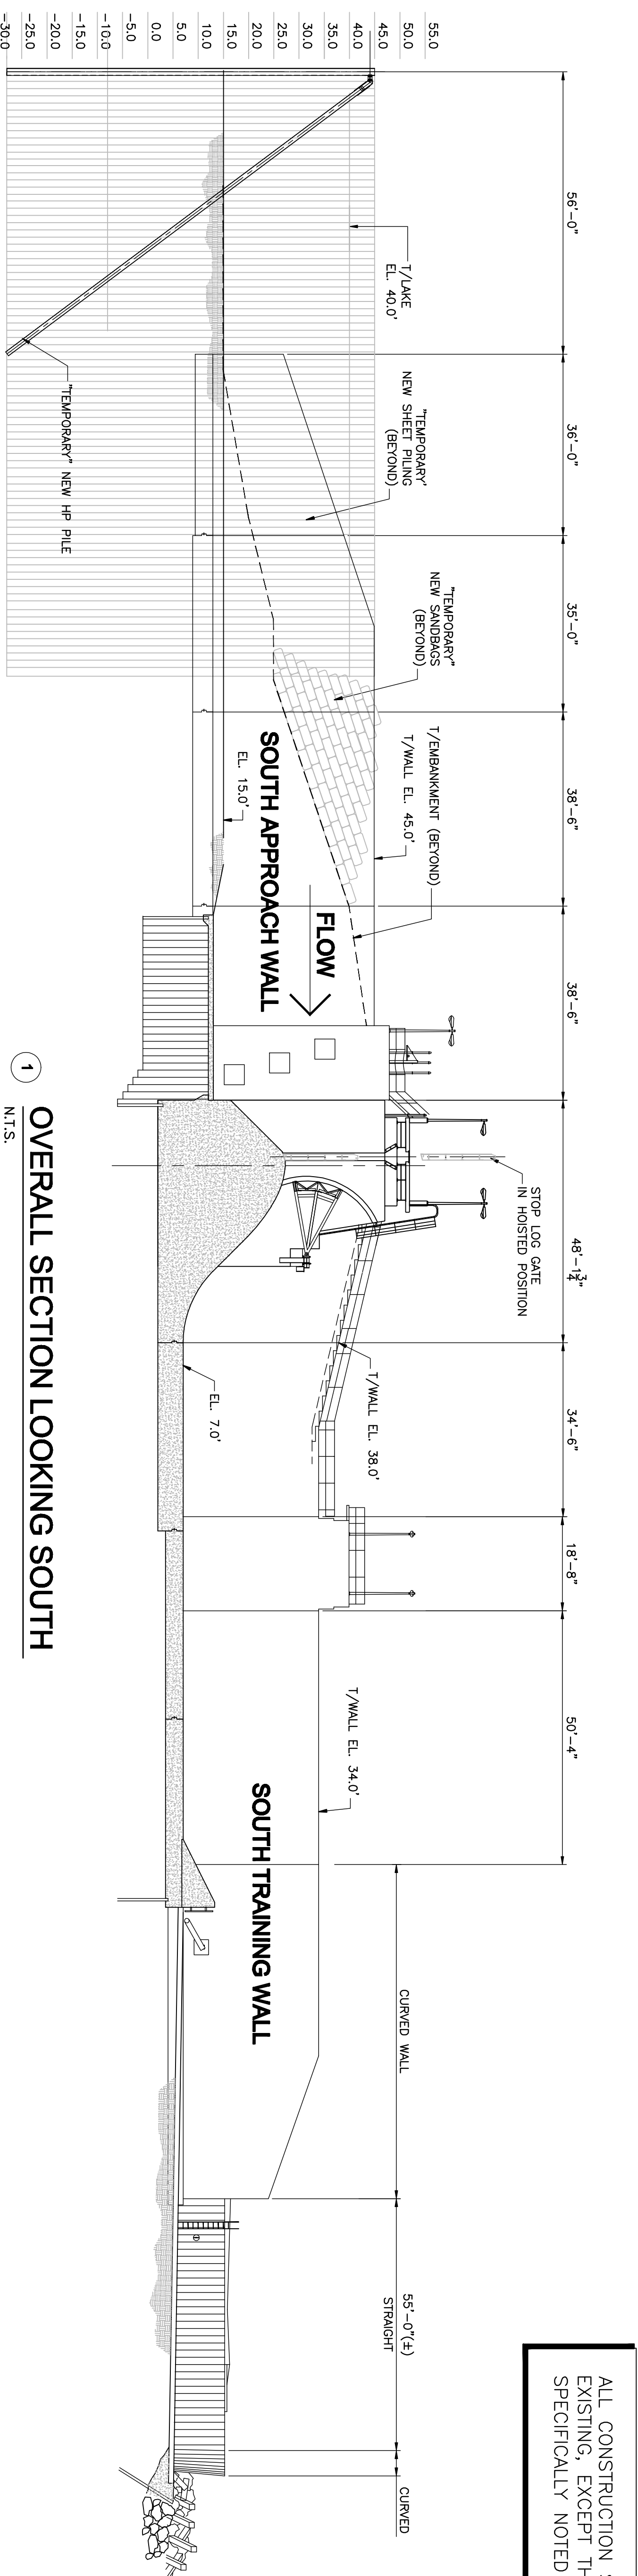 55.0
50.0
45.0
40.0
35.0
30.0
25.0
20.0
15.0
10.0
5.0
0.0
-5.0
-10.0
-15.0
-20.0
-25.0
-30.0
56'-0"
36'-0"
35'-0"
38'-6"
38'-6"
48'-1 3/4"
34'-6"
18'-8"
50'-4"
CURVED WALL
55'-0"(±)
STRAIGHT
CURVED
T/LAKE
EL. 40.0'
"TEMPORARY'
NEW SHEET PILING
(BEYOND)
"TEMPORARY"
NEW SANDBAGS
(BEYOND)
T/EMBANKMENT (BEYOND)
T/WALL EL. 45.0'
STOP LOG GATE
IN HOISTED POSITION
T/WALL EL. 38.0'
T/WALL EL. 34.0'
"TEMPORARY" NEW HP PILE
EL. 15.0'
SOUTH APPROACH WALL
FLOW
EL. 7.0'
SOUTH TRAINING WALL
1
OVERALL SECTION LOOKING SOUTH
N.T.S.
ALL CONSTRUCTION
EXISTING, EXCEPT
SPECIFICALLY NOTED